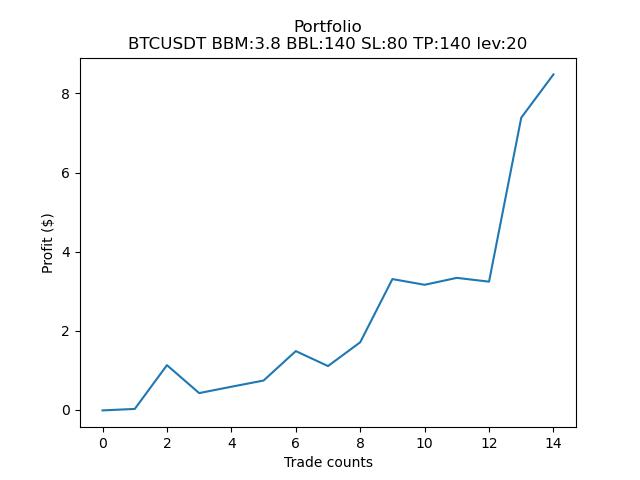 Portfolio
BTCUSDT BBM:3.8 BBL:140 SL:80 TP:140 lev:20
8
6
4
2
0
Profit ($)
0 2 4 6 8 10 12 14
Trade counts